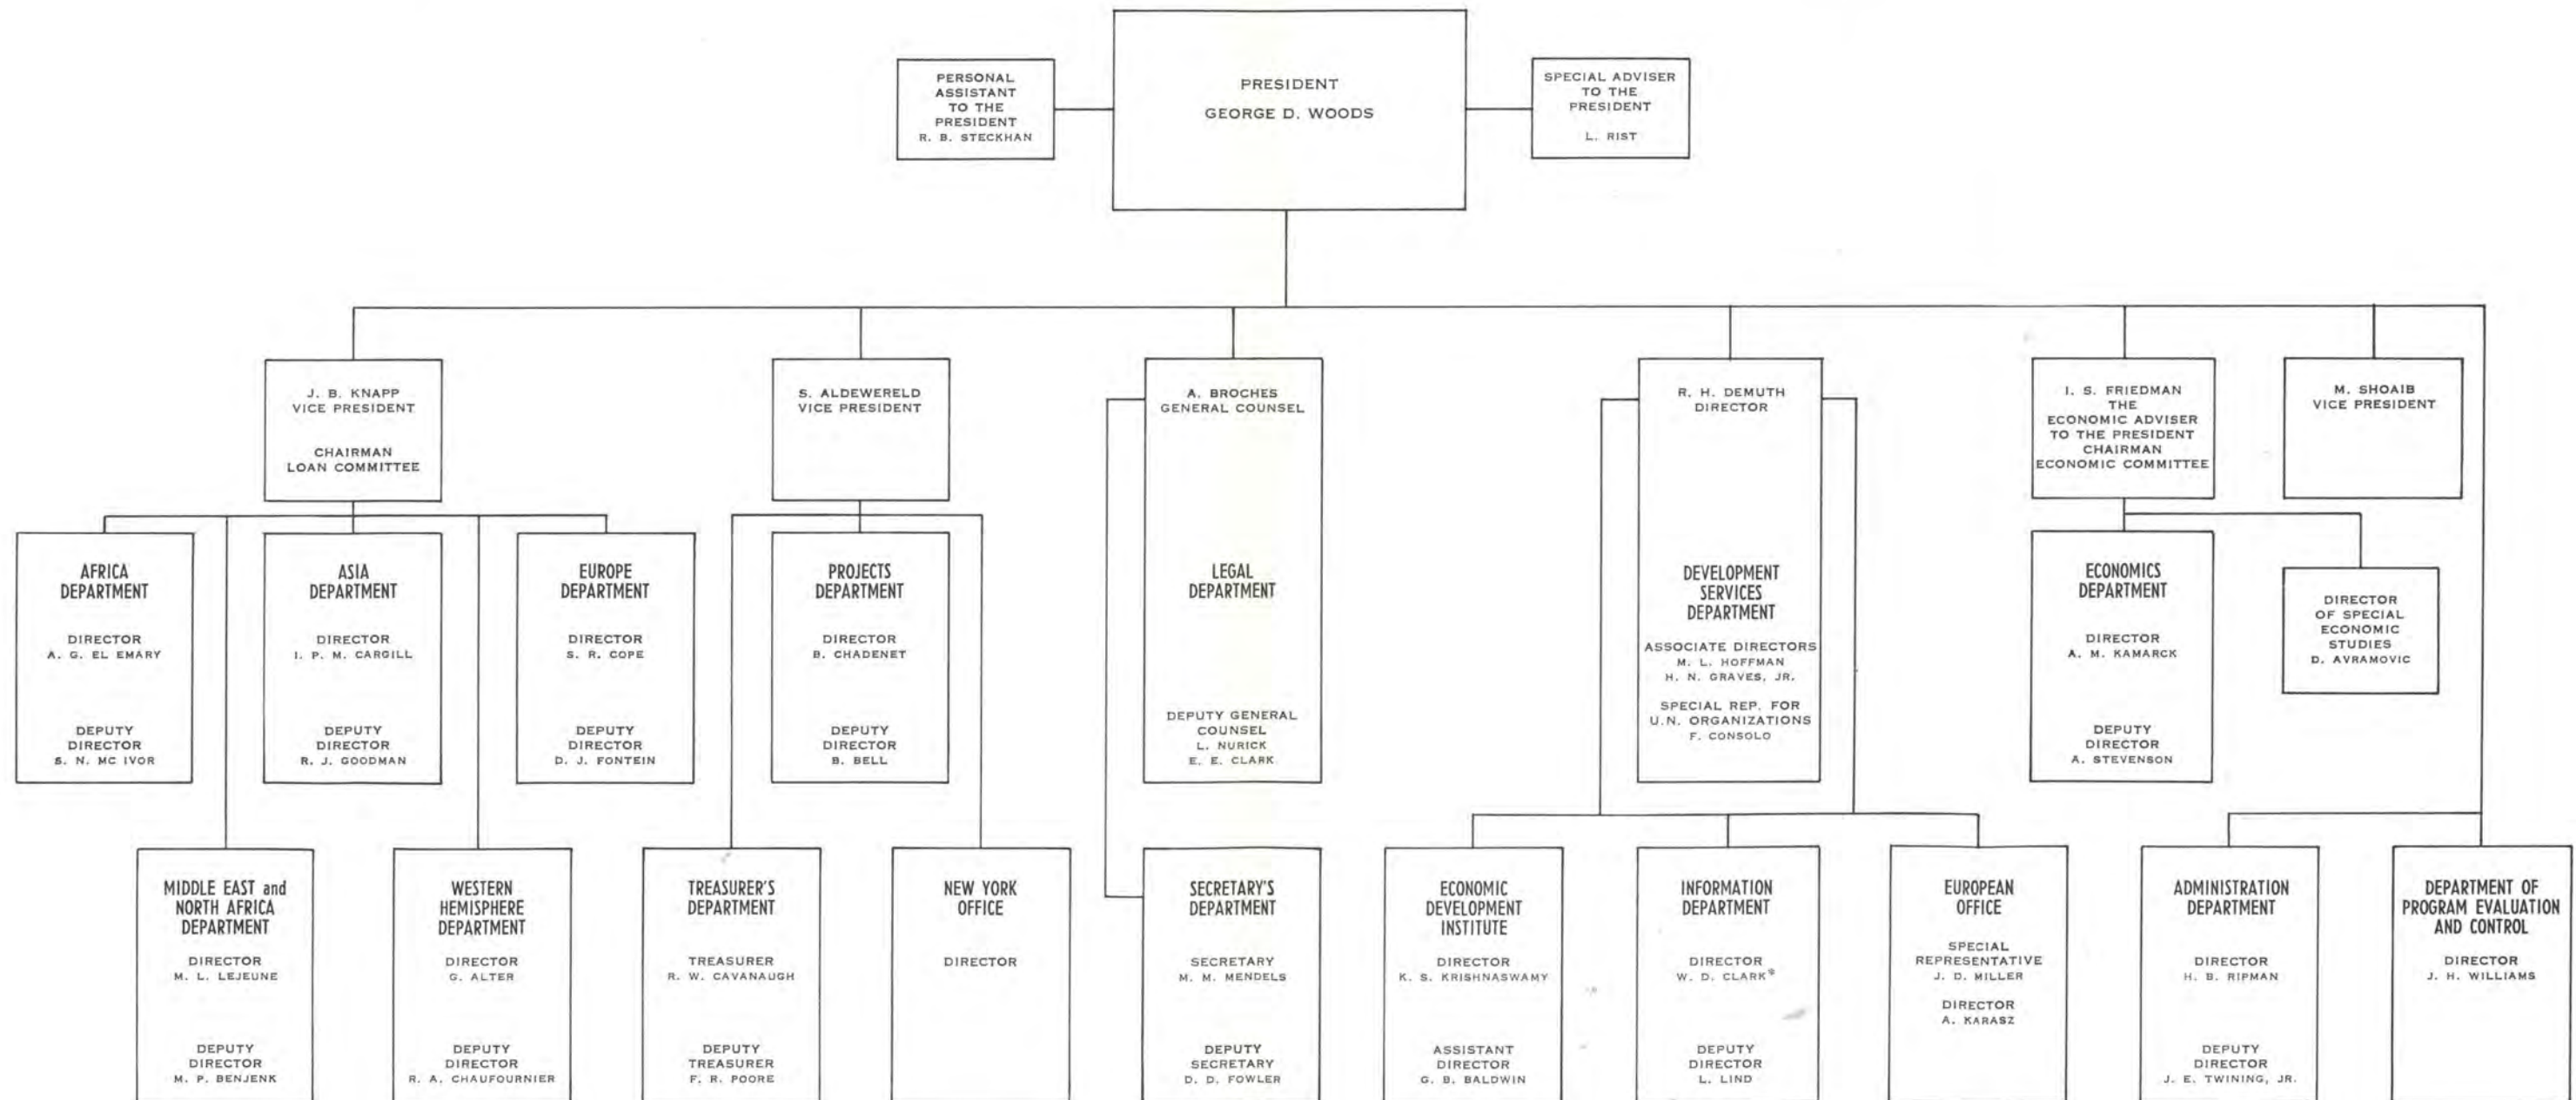 PERSONAL
ASSISTANT
TO THE
PRESIDENT
R. B. STECKHAN
PRESIDENT
GEORGE D. WOODS
SPECIAL ADVISER
TO THE
PRESIDENT
L. RIST
J. B. KNAPP
VICE PRESIDENT
CHAIRMAN
LOAN COMMITTEE
S. ALDEWERELD
VICE PRESIDENT
A. BROCHES
GENERAL COUNSEL
R. H. DEMUTH
DIRECTOR
I. S. FRIEDMAN
THE
ECONOMIC ADVISER
TO THE PRESIDENT
CHAIRMAN
ECONOMIC COMMITTEE
M. SHOAIB
VICE PRESIDENT
AFRICA
DEPARTMENT
DIRECTOR
A. G. EL EMARY
DEPUTY
DIRECTOR
S. N. MC IVOR
ASIA
DEPARTMENT
DIRECTOR
I. P. M. CARGILL
DEPUTY
DIRECTOR
R. J. GOODMAN
EUROPE
DEPARTMENT
DIRECTOR
S. R. COPE
DEPUTY
DIRECTOR
D. J. FONTEIN
PROJECTS
DEPARTMENT
DIRECTOR
B. CHADENET
DEPUTY
DIRECTOR
B. BELL
LEGAL
DEPARTMENT
DEPUTY GENERAL
COUNSEL
L. NURICK
E. E. CLARK
DEVELOPMENT
SERVICES
DEPARTMENT
ASSOCIATE DIRECTORS
M. L. HOFFMAN
H. N. GRAVES, JR.
SPECIAL REP. FOR
U.N. ORGANIZATIONS
F. CONSOLO
ECONOMICS
DEPARTMENT
DIRECTOR
A. M. KAMARCK
DEPUTY
DIRECTOR
A. STEVENSON
DIRECTOR
OF SPECIAL
ECONOMIC
STUDIES
D. AVRAMOVIC
MIDDLE EAST and
NORTH AFRICA
DEPARTMENT
DIRECTOR
M. L. LEJEUNE
DEPUTY
DIRECTOR
M. P. BENJENK
WESTERN
HEMISPHERE
DEPARTMENT
DIRECTOR
G. ALTER
DEPUTY
DIRECTOR
R. A. CHAUFOURNIER
TREASURER'S
DEPARTMENT
TREASURER
R. W. CAVANAUGH
DEPUTY
TREASURER
F. R. POORE
NEW YORK
OFFICE
DIRECTOR
SECRETARY'S
DEPARTMENT
SECRETARY
M. M. MENDELS
DEPUTY
SECRETARY
D. D. FOWLER
ECONOMIC
DEVELOPMENT
INSTITUTE
DIRECTOR
K. S. KRISHNASWAMY
ASSISTANT
DIRECTOR
G. B. BALDWIN
INFORMATION
DEPARTMENT
DIRECTOR
W. D. CLARK*
DEPUTY
DIRECTOR
L. LIND
EUROPEAN
OFFICE
SPECIAL
REPRESENTATIVE
J. D. MILLER
DIRECTOR
A. KARASZ
ADMINISTRATION
DEPARTMENT
DIRECTOR
H. B. RIPMAN
DEPUTY
DIRECTOR
J. E. TWINING, JR.
DEPARTMENT OF
PROGRAM EVALUATION
AND CONTROL
DIRECTOR
J. H. WILLIAMS